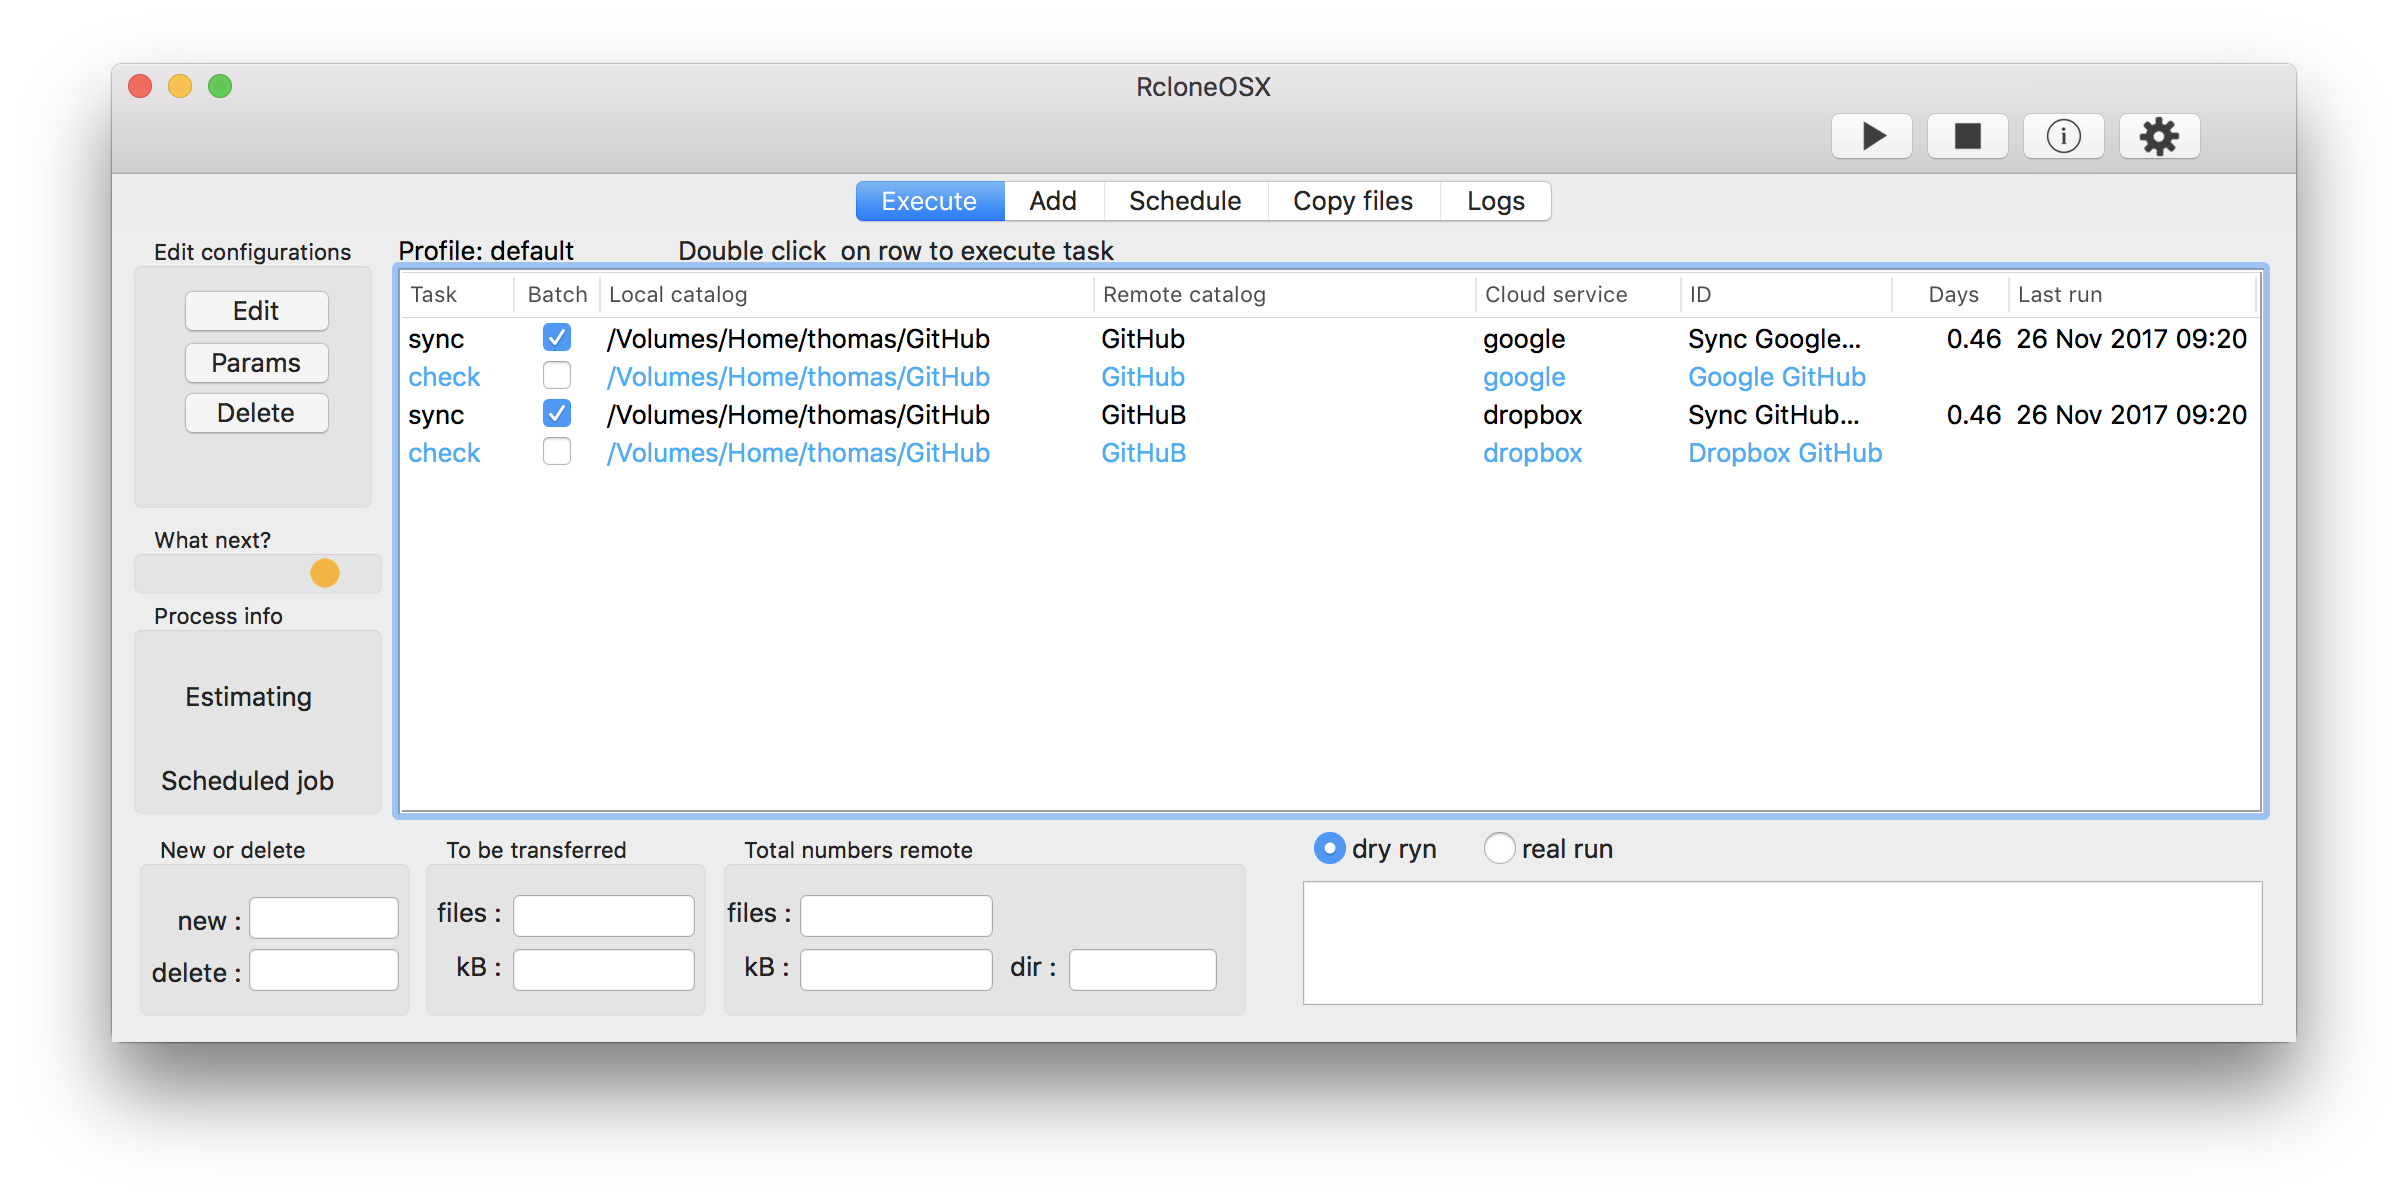 RcloneOSX
Execute Add Schedule Copy files Logs
Edit configurations
Edit
Params
Delete
What next?
Process info
Estimating
Scheduled job
Profile: default Double click on row to execute task
Task Batch Local catalog Remote catalog Cloud service ID Days Last run
sync /Volumes/Home/thomas/GitHub GitHub google Sync Google... 0.46 26 Nov 2017 09:20
check /Volumes/Home/thomas/GitHub GitHub google Google GitHub
sync /Volumes/Home/thomas/GitHub GitHuB dropbox Sync GitHub... 0.46 26 Nov 2017 09:20
check /Volumes/Home/thomas/GitHub GitHuB dropbox Dropbox GitHub
New or delete
new :
delete :
To be transferred
files :
kB :
Total numbers remote
files :
kB : dir :
dry ryn real run